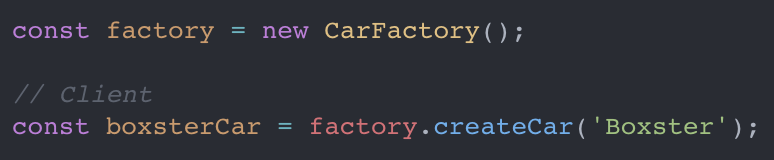 const factory = new CarFactory();
// Client
const boxsterCar = factory.createCar('Boxster');